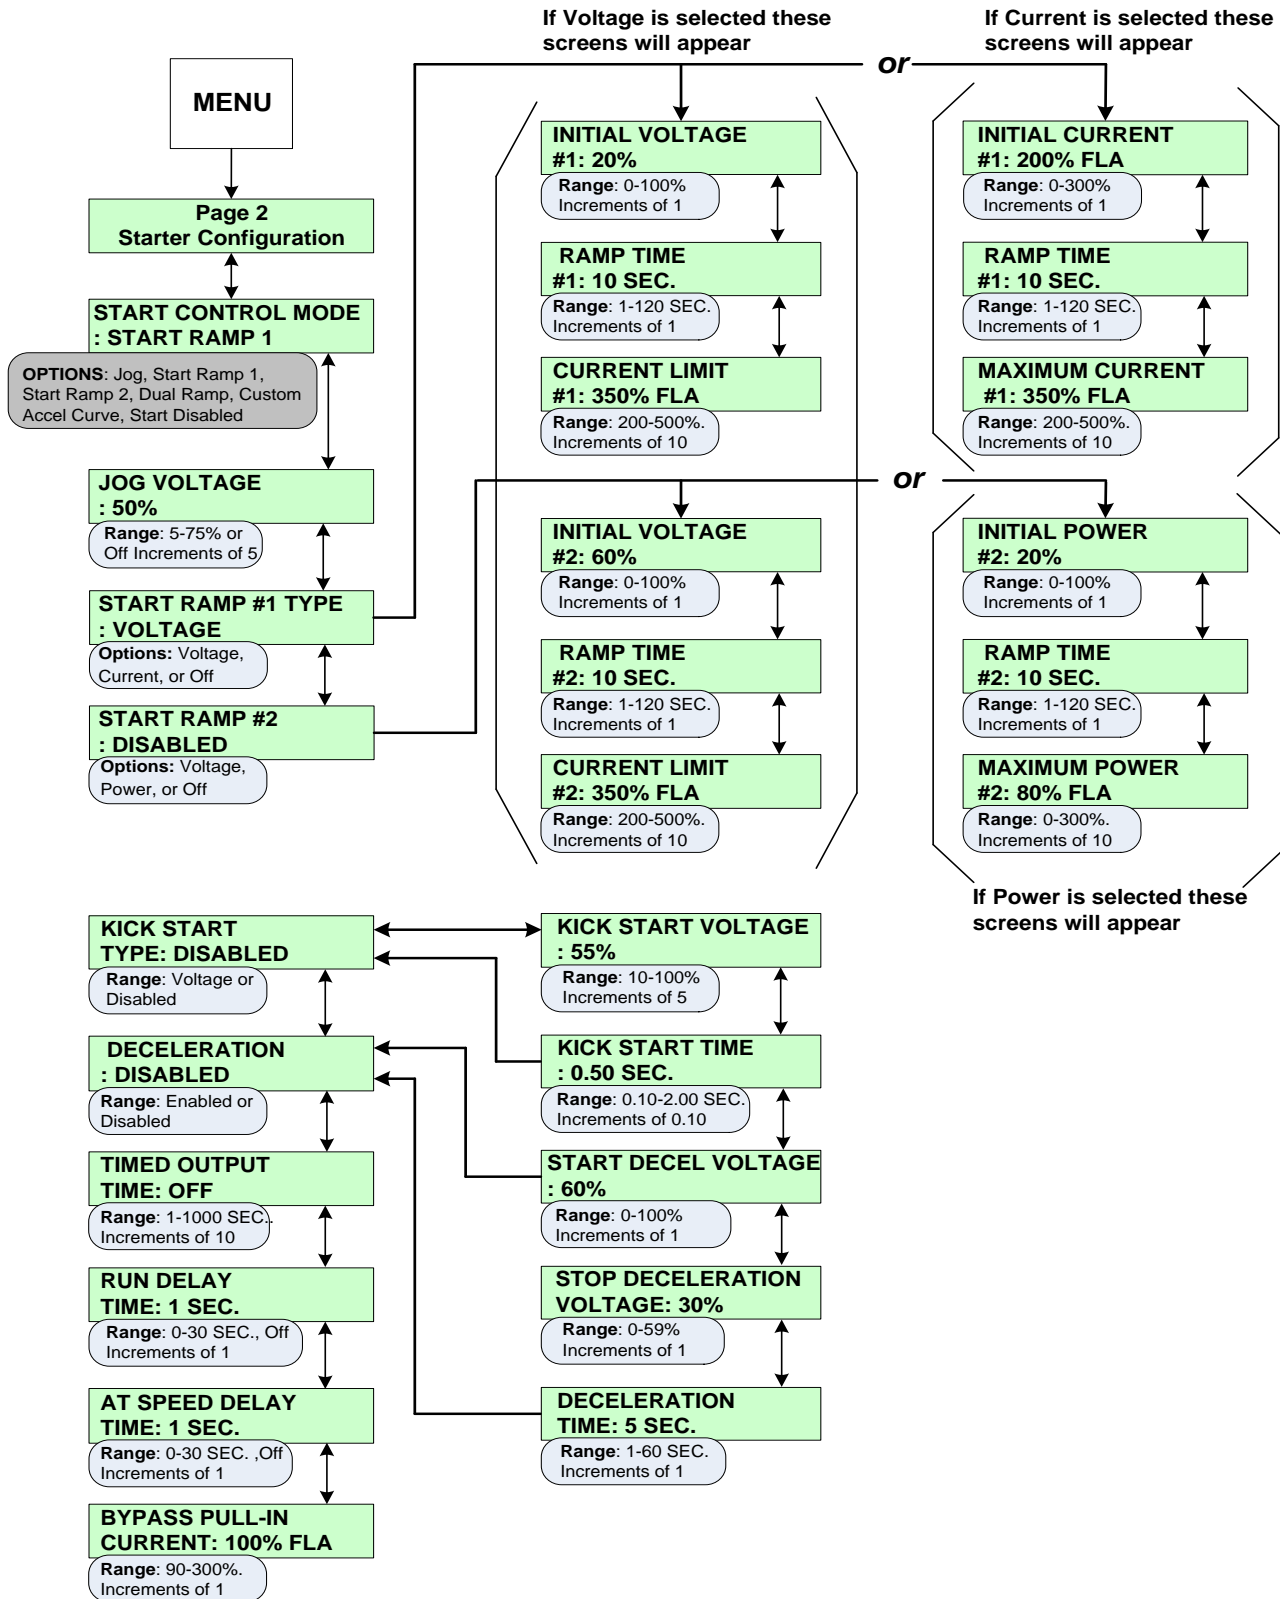 If Voltage is selected these
screens will appear
If Current is selected these
screens will appear
or
MENU
Page 2
Starter Configuration
START CONTROL MODE
: START RAMP 1
OPTIONS: Jog, Start Ramp 1,
Start Ramp 2, Dual Ramp, Custom
Accel Curve, Start Disabled
JOG VOLTAGE
: 50%
Range: 5-75% or
Off Increments of 5
START RAMP #1 TYPE
: VOLTAGE
Options: Voltage,
Current, or Off
START RAMP #2
: DISABLED
Options: Voltage,
Power, or Off
INITIAL VOLTAGE
#1: 20%
Range: 0-100%
Increments of 1
RAMP TIME
#1: 10 SEC.
Range: 1-120 SEC.
Increments of 1
CURRENT LIMIT
#1: 350% FLA
Range: 200-500%.
Increments of 10
INITIAL CURRENT
#1: 200% FLA
Range: 0-300%
Increments of 1
RAMP TIME
#1: 10 SEC.
Range: 1-120 SEC.
Increments of 1
MAXIMUM CURRENT
#1: 350% FLA
Range: 200-500%.
Increments of 10
or
INITIAL VOLTAGE
#2: 60%
Range: 0-100%
Increments of 1
RAMP TIME
#2: 10 SEC.
Range: 1-120 SEC.
Increments of 1
CURRENT LIMIT
#2: 350% FLA
Range: 200-500%.
Increments of 10
INITIAL POWER
#2: 20%
Range: 0-100%
Increments of 1
RAMP TIME
#2: 10 SEC.
Range: 1-120 SEC.
Increments of 1
MAXIMUM POWER
#2: 80% FLA
Range: 0-300%.
Increments of 10
If Power is selected these
screens will appear
KICK START
TYPE: DISABLED
Range: Voltage or
Disabled
DECELERATION
: DISABLED
Range: Enabled or
Disabled
TIMED OUTPUT
TIME: OFF
Range: 1-1000 SEC..
Increments of 10
RUN DELAY
TIME: 1 SEC.
Range: 0-30 SEC., Off
Increments of 1
AT SPEED DELAY
TIME: 1 SEC.
Range: 0-30 SEC. ,Off
Increments of 1
BYPASS PULL-IN
CURRENT: 100% FLA
Range: 90-300%.
Increments of 1
KICK START VOLTAGE
: 55%
Range: 10-100%
Increments of 5
KICK START TIME
: 0.50 SEC.
Range: 0.10-2.00 SEC.
Increments of 0.10
START DECEL VOLTAGE
: 60%
Range: 0-100%
Increments of 1
STOP DECELERATION
VOLTAGE: 30%
Range: 0-59%
Increments of 1
DECELERATION
TIME: 5 SEC.
Range: 1-60 SEC.
Increments of 1